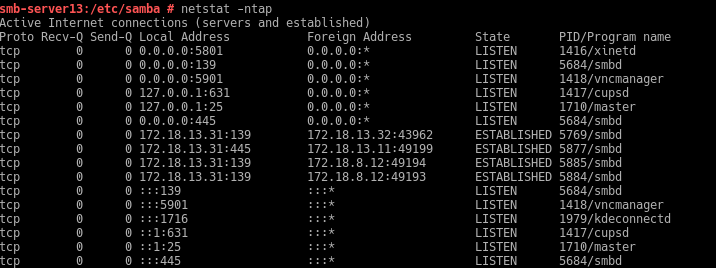 smb-server13:/etc/samba # netstat -ntap
Active Internet connections (servers and established)
Proto Recv-Q Send-Q Local Address           Foreign Address         State       PID/Program name
tcp        0      0 0.0.0.0:5801            0.0.0.0:*               LISTEN      1416/xinetd
tcp        0      0 0.0.0.0:139             0.0.0.0:*               LISTEN      5684/smbd
tcp        0      0 0.0.0.0:5901            0.0.0.0:*               LISTEN      1418/vncmanager
tcp        0      0 127.0.0.1:631           0.0.0.0:*               LISTEN      1417/cupsd
tcp        0      0 127.0.0.1:25            0.0.0.0:*               LISTEN      1710/master
tcp        0      0 0.0.0.0:445             0.0.0.0:*               LISTEN      5684/smbd
tcp        0      0 172.18.13.31:139        172.18.13.32:43962      ESTABLISHED 5769/smbd
tcp        0      0 172.18.13.31:445        172.18.13.11:49199      ESTABLISHED 5877/smbd
tcp        0      0 172.18.13.31:139        172.18.8.12:49194       ESTABLISHED 5885/smbd
tcp        0      0 172.18.13.31:139        172.18.8.12:49193       ESTABLISHED 5884/smbd
tcp        0      0 :::139                  :::*                    LISTEN      5684/smbd
tcp        0      0 :::5901                 :::*                    LISTEN      1418/vncmanager
tcp        0      0 :::1716                 :::*                    LISTEN      1979/kdeconnectd
tcp        0      0 ::1:631                 :::*                    LISTEN      1417/cupsd
tcp        0      0 ::1:25                  :::*                    LISTEN      1710/master
tcp        0      0 :::445                  :::*                    LISTEN      5684/smbd